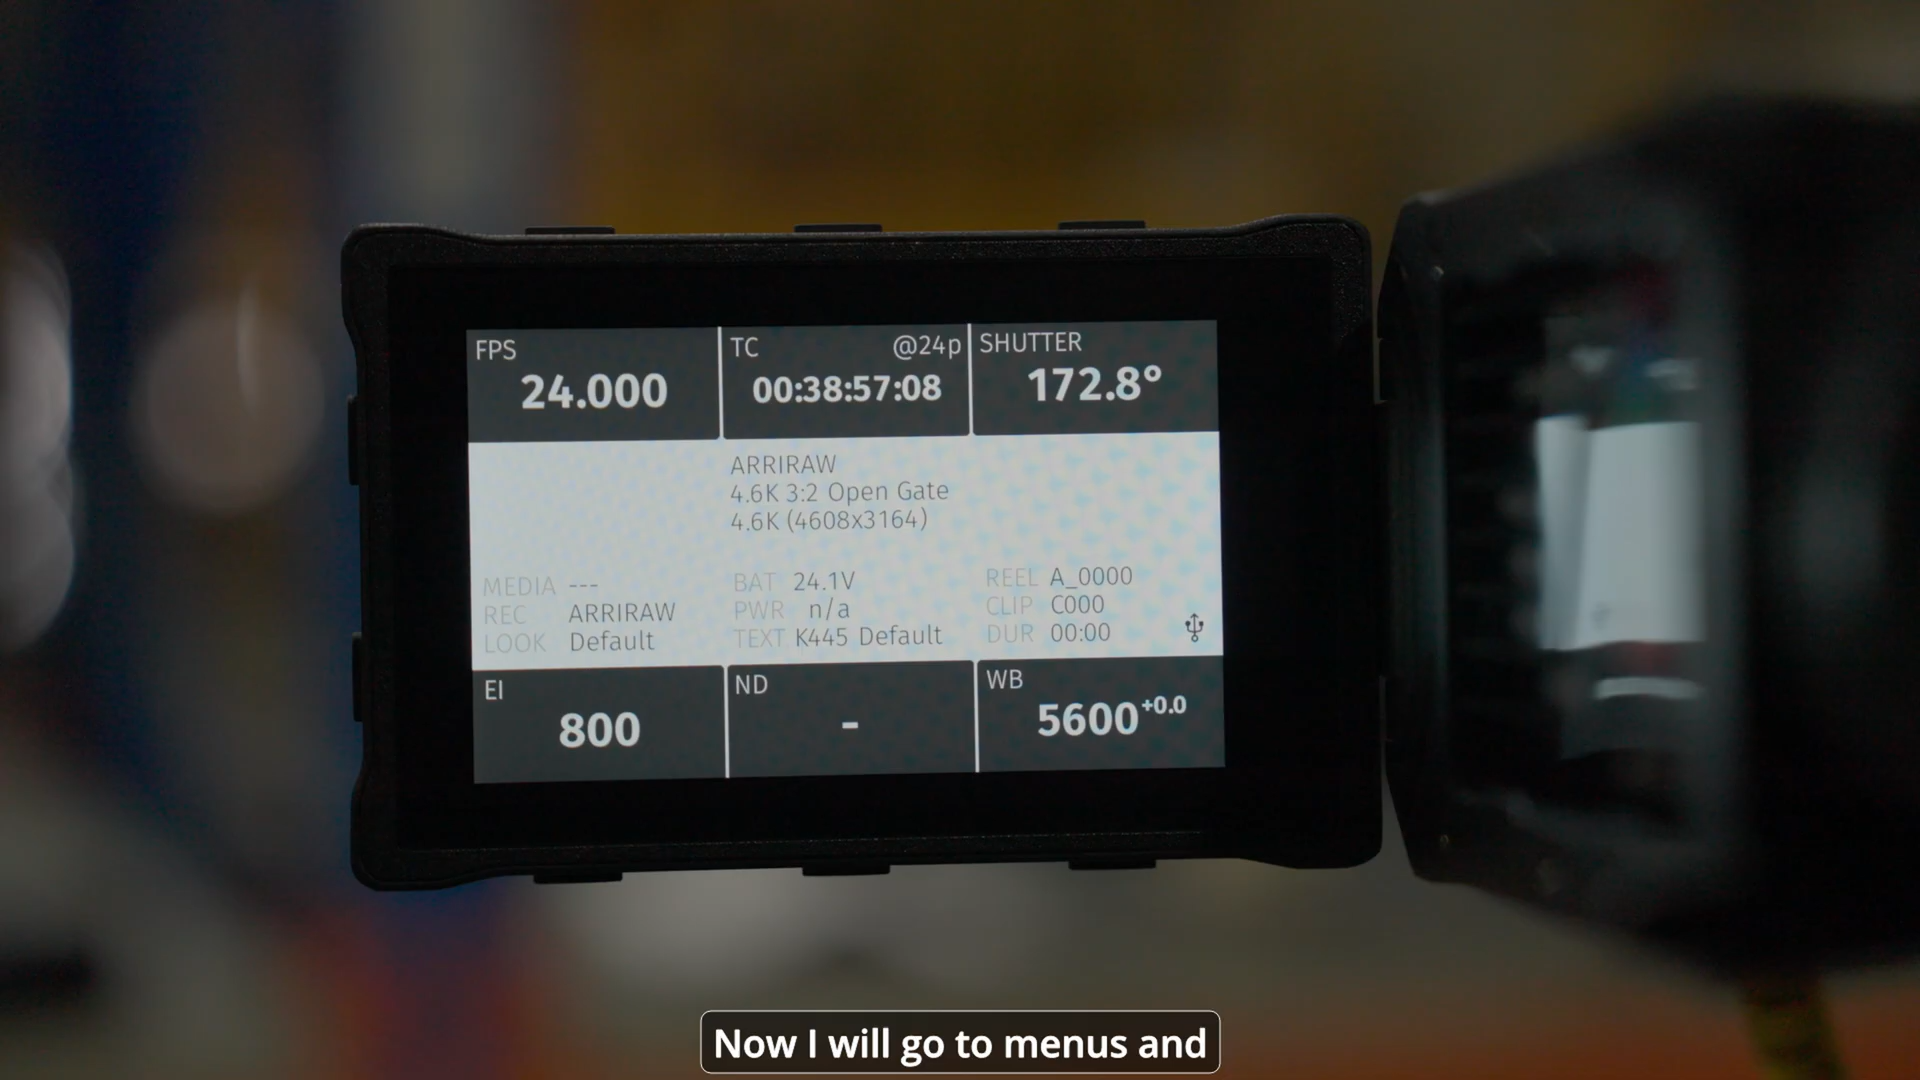 FPS
24.000
TC @24p
00:38:57:08
SHUTTER
172.8°
ARRIRAW
4.6K 3:2 Open Gate
4.6K (4608x3164)
MEDIA ---
REC ARRIRAW
LOOK Default
BAT 24.1V
PWR n/a
TEXT K445 Default
REEL A_0000
CLIP C000
DUR 00:00
EI
800
ND
-
WB
5600+0.0
Now I will go to menus and